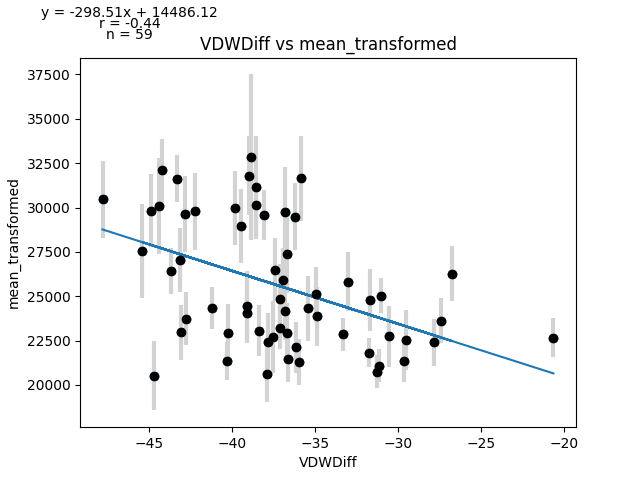 y = -298.51x + 14486.12
r = -0.44
n = 59
VDWDiff vs mean_transformed
37500
35000
32500
30000
27500
25000
22500
20000
mean_transformed
−45
−40
−35
−30
−25
−20
VDWDiff